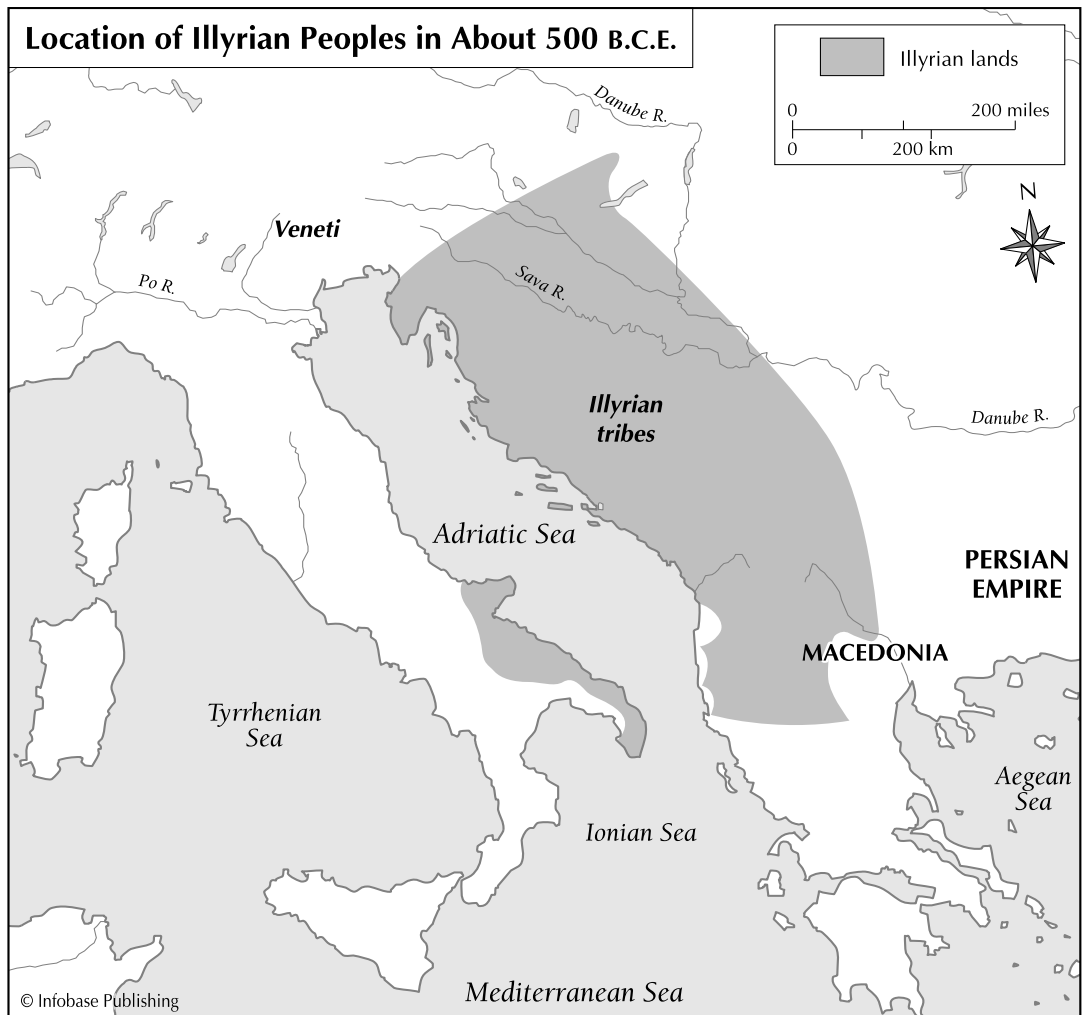 Location of Illyrian Peoples in About 500 B.C.E.
Illyrian lands
0 200 miles
0 200 km
N
Danube R.
Veneti
Po R.
Sava R.
Illyrian
tribes
Danube R.
Adriatic Sea
PERSIAN
EMPIRE
MACEDONIA
Tyrrhenian
Sea
Aegean
Sea
Ionian Sea
Mediterranean Sea
© Infobase Publishing